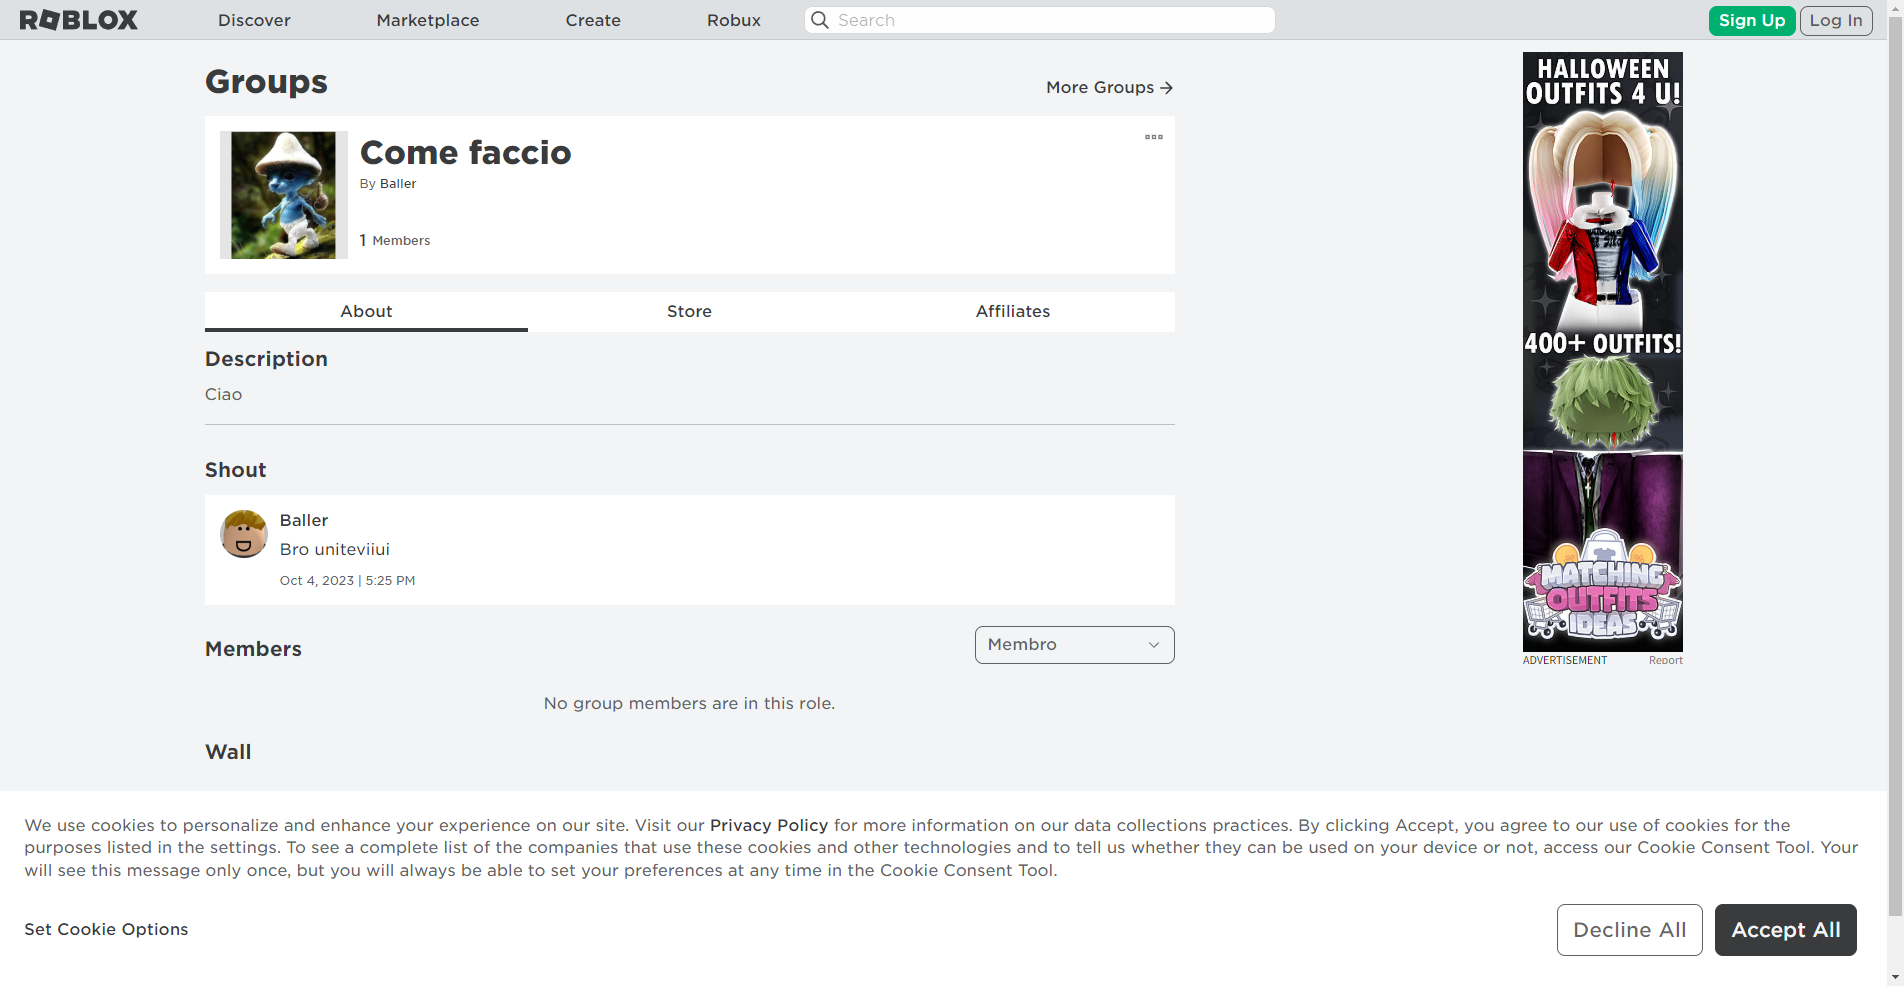 ROBLOX
Discover
Marketplace
Create
Robux
Search
Sign Up
Log In
Groups
More Groups
Come faccio
By Baller
1 Members
About
Store
Affiliates
Description
Ciao
Shout
Baller
Bro uniteviiui
Oct 4, 2023 | 5:25 PM
Members
Membro
No group members are in this role.
Wall
HALLOWEEN
OUTFITS 4 U!
400+ OUTFITS!
MATCHING
OUTFITS
IDEAS
ADVERTISEMENT
Report
We use cookies to personalize and enhance your experience on our site. Visit our Privacy Policy for more information on our data collections practices. By clicking Accept, you agree to our use of cookies for the
purposes listed in the settings. To see a complete list of the companies that use these cookies and other technologies and to tell us whether they can be used on your device or not, access our Cookie Consent Tool. Your
will see this message only once, but you will always be able to set your preferences at any time in the Cookie Consent Tool.
Set Cookie Options
Decline All
Accept All